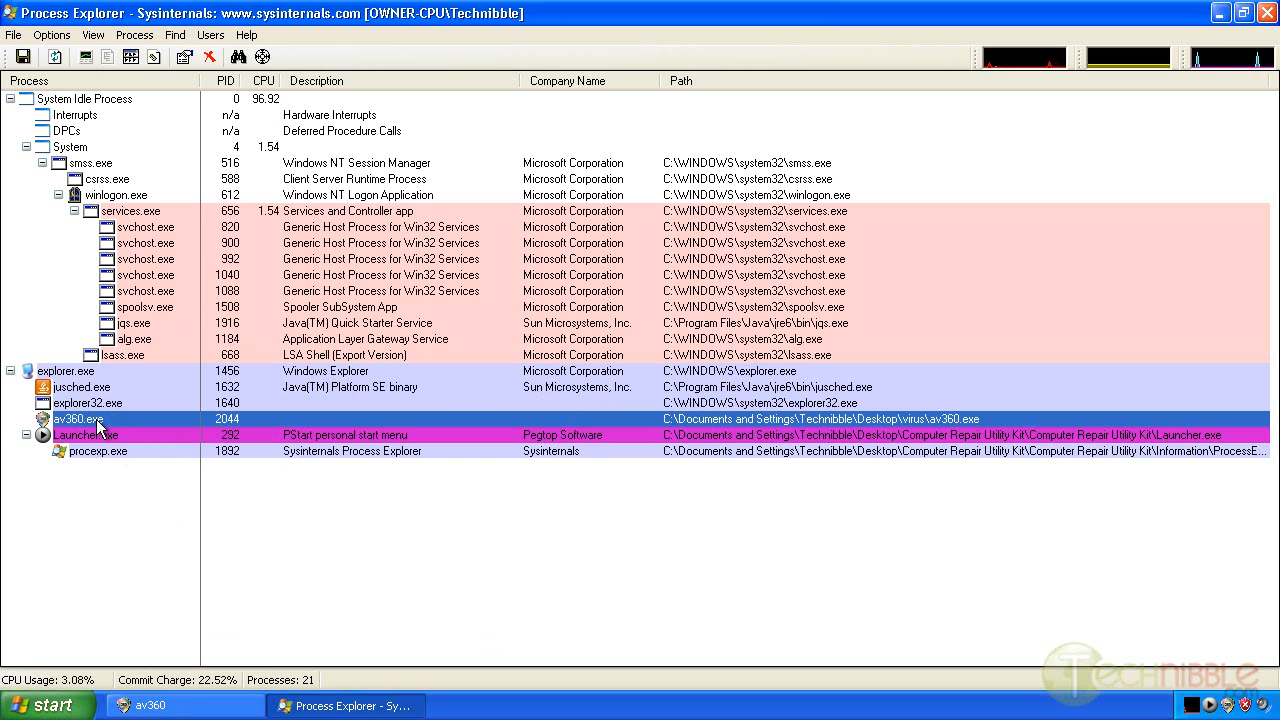 Process Explorer - Sysinternals: www.sysinternals.com [OWNER-CPU\Technibble]
File Options View Process Find Users Help
Process PID CPU Description Company Name Path
System Idle Process 0 96.92
Interrupts n/a Hardware Interrupts
DPCs n/a Deferred Procedure Calls
System 4 1.54
smss.exe 516 Windows NT Session Manager Microsoft Corporation C:\WINDOWS\system32\smss.exe
csrss.exe 588 Client Server Runtime Process Microsoft Corporation C:\WINDOWS\system32\csrss.exe
winlogon.exe 612 Windows NT Logon Application Microsoft Corporation C:\WINDOWS\system32\winlogon.exe
services.exe 656 1.54 Services and Controller app Microsoft Corporation C:\WINDOWS\system32\services.exe
svchost.exe 820 Generic Host Process for Win32 Services Microsoft Corporation C:\WINDOWS\system32\svchost.exe
svchost.exe 900 Generic Host Process for Win32 Services Microsoft Corporation C:\WINDOWS\system32\svchost.exe
svchost.exe 992 Generic Host Process for Win32 Services Microsoft Corporation C:\WINDOWS\system32\svchost.exe
svchost.exe 1040 Generic Host Process for Win32 Services Microsoft Corporation C:\WINDOWS\system32\svchost.exe
svchost.exe 1088 Generic Host Process for Win32 Services Microsoft Corporation C:\WINDOWS\system32\svchost.exe
spoolsv.exe 1508 Spooler SubSystem App Microsoft Corporation C:\WINDOWS\system32\spoolsv.exe
jqs.exe 1916 Java(TM) Quick Starter Service Sun Microsystems, Inc. C:\Program Files\Java\jre6\bin\jqs.exe
alg.exe 1184 Application Layer Gateway Service Microsoft Corporation C:\WINDOWS\system32\alg.exe
lsass.exe 668 LSA Shell (Export Version) Microsoft Corporation C:\WINDOWS\system32\lsass.exe
explorer.exe 1456 Windows Explorer Microsoft Corporation C:\WINDOWS\explorer.exe
jusched.exe 1632 Java(TM) Platform SE binary Sun Microsystems, Inc. C:\Program Files\Java\jre6\bin\jusched.exe
explorer32.exe 1640 C:\WINDOWS\system32\explorer32.exe
av360.exe 2044 C:\Documents and Settings\Technibble\Desktop\virus\av360.exe
Launcher.exe 292 PStart personal start menu Pegtop Software C:\Documents and Settings\Technibble\Desktop\Computer Repair Utility Kit\Computer Repair Utility Kit\Launcher.exe
procexp.exe 1892 Sysinternals Process Explorer Sysinternals C:\Documents and Settings\Technibble\Desktop\Computer Repair Utility Kit\Computer Repair Utility Kit\Information\ProcessE...
CPU Usage: 3.08% Commit Charge: 22.52% Processes: 21
TECHNIBBLE
.com
start av360 Process Explorer - Sy...